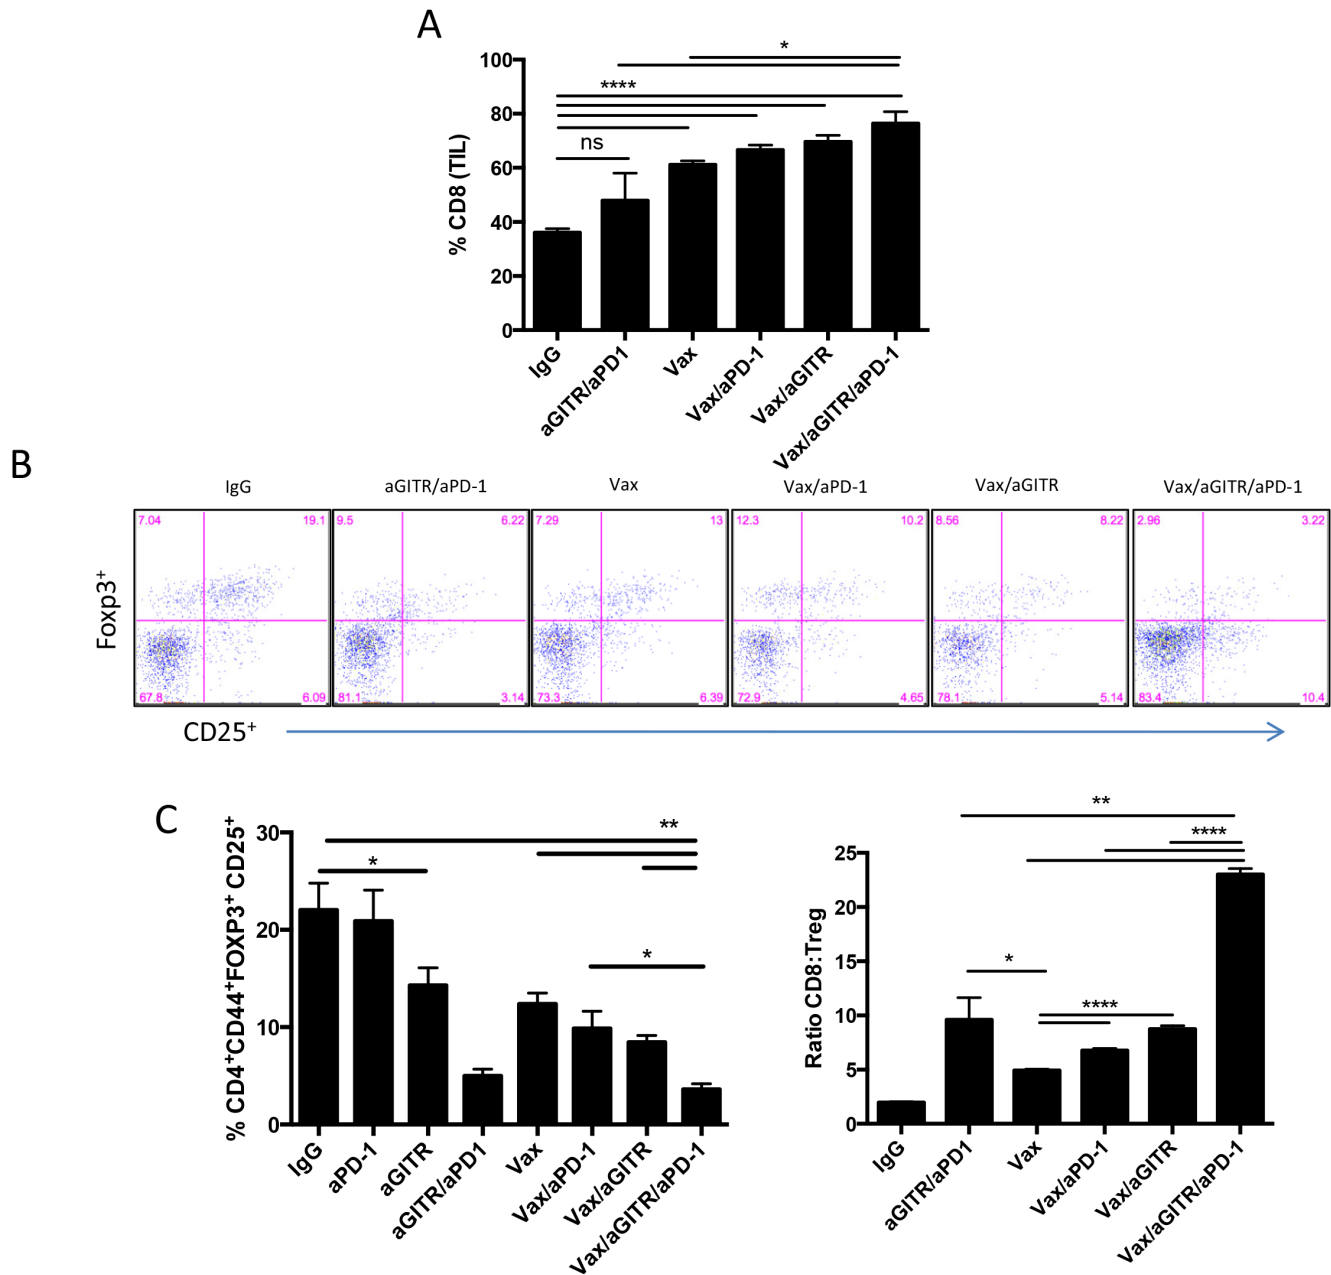 A
*
****
ns
% CD8 (TIL)
100
80
60
40
20
0
IgG
aGITR/aPD1
Vax
Vax/aPD-1
Vax/aGITR
Vax/aGITR/aPD-1
B
IgG aGITR/aPD-1 Vax Vax/aPD-1 Vax/aGITR Vax/aGITR/aPD-1
7.04 19.1 9.5 6.22 7.29 13 12.3 10.2 8.56 8.22 2.96 3.22
Foxp3⁺
67.8 6.09 81.1 3.14 73.3 6.39 72.9 4.65 78.1 5.14 83.4 10.4
CD25⁺
C
% CD4⁺CD44⁺FOXP3⁺ CD25⁺
30
20
10
0
**
*
*
IgG
aPD-1
aGITR
aGITR/aPD1
Vax
Vax/aPD-1
Vax/aGITR
Vax/aGITR/aPD-1
Ratio CD8:Treg
25
20
15
10
5
0
**
****
*
****
IgG
aGITR/aPD1
Vax
Vax/aPD-1
Vax/aGITR
Vax/aGITR/aPD-1